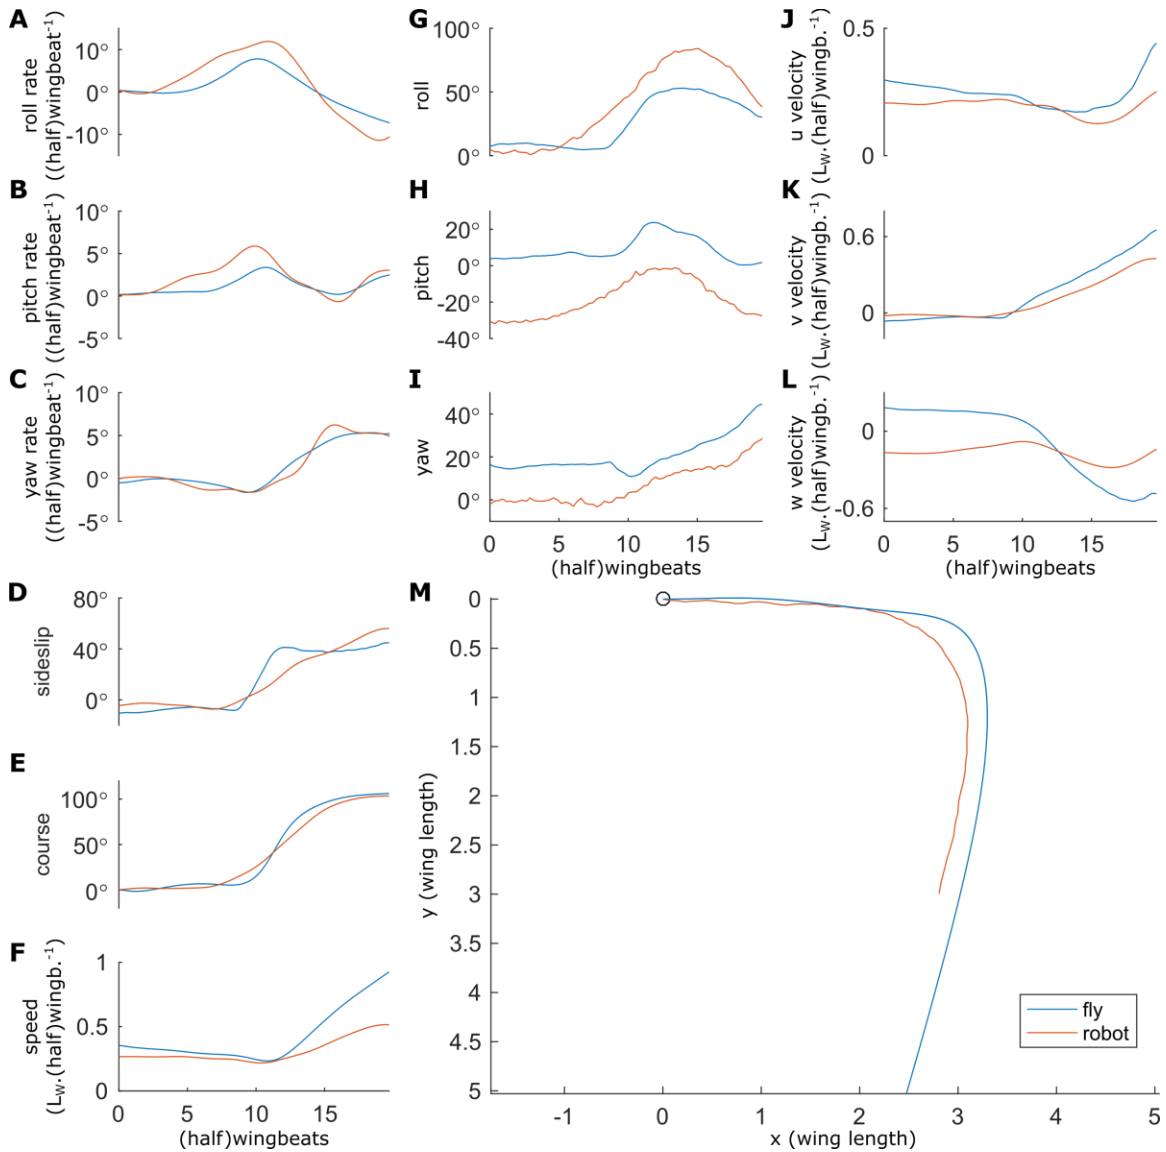 A
roll rate
((half)wingbeat⁻¹)
10°
0°
-10°
B
pitch rate
((half)wingbeat⁻¹)
10°
5°
0°
-5°
C
yaw rate
((half)wingbeat⁻¹)
10°
5°
0°
-5°
D
sideslip
80°
40°
0°
E
course
100°
50°
0°
F
speed
(L_W.(half)wingb.⁻¹)
1
0.5
0
0 5 10 15
(half)wingbeats
G
roll
100°
50°
0°
H
pitch
20°
0°
-20°
-40°
I
yaw
40°
20°
0°
0 5 10 15
(half)wingbeats
J
u velocity
(L_W.(half)wingb.⁻¹)
0.5
0
K
v velocity
(L_W.(half)wingb.⁻¹)
0.6
0
L
w velocity
(L_W.(half)wingb.⁻¹)
0
-0.6
0 5 10 15
(half)wingbeats
M
y (wing length)
0
0.5
1
1.5
2
2.5
3
3.5
4
4.5
5
-1 0 1 2 3 4 5
x (wing length)
fly
robot